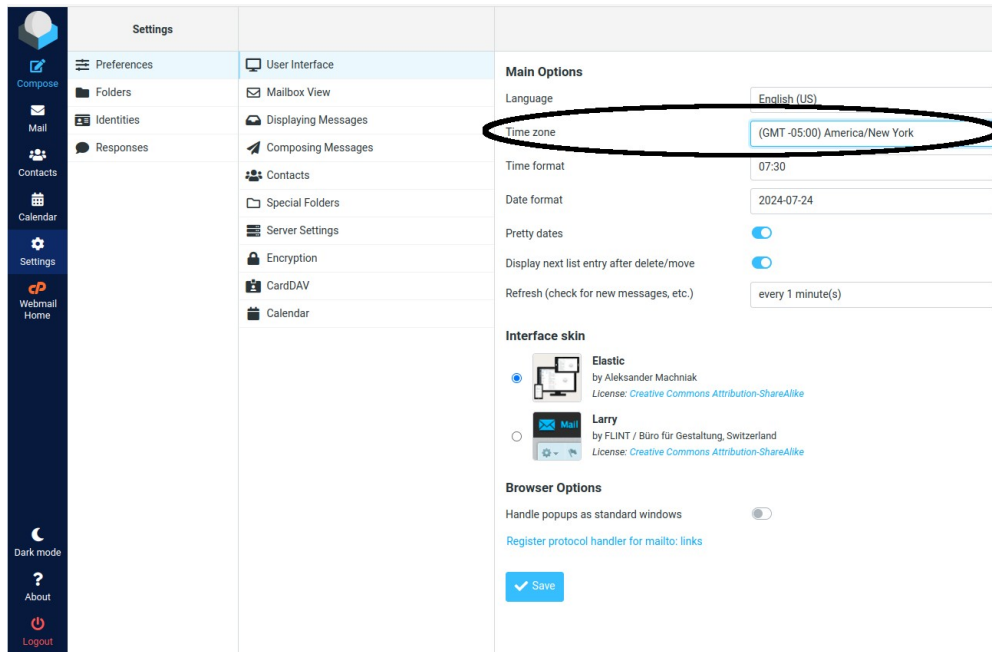 Settings
Compose
Mail
Contacts
Calendar
Settings
cP
Webmail
Home
Dark mode
About
Logout
Preferences
Folders
Identities
Responses
User Interface
Mailbox View
Displaying Messages
Composing Messages
Contacts
Special Folders
Server Settings
Encryption
CardDAV
Calendar
Main Options
Language English (US)
Time zone (GMT -05:00) America/New York
Time format 07:30
Date format 2024-07-24
Pretty dates
Display next list entry after delete/move
Refresh (check for new messages, etc.) every 1 minute(s)
Interface skin
Elastic
by Aleksander Machniak
License: Creative Commons Attribution-ShareAlike
Mail
Larry
by FLINT / Büro für Gestaltung, Switzerland
License: Creative Commons Attribution-ShareAlike
Browser Options
Handle popups as standard windows
Register protocol handler for mailto: links
Save